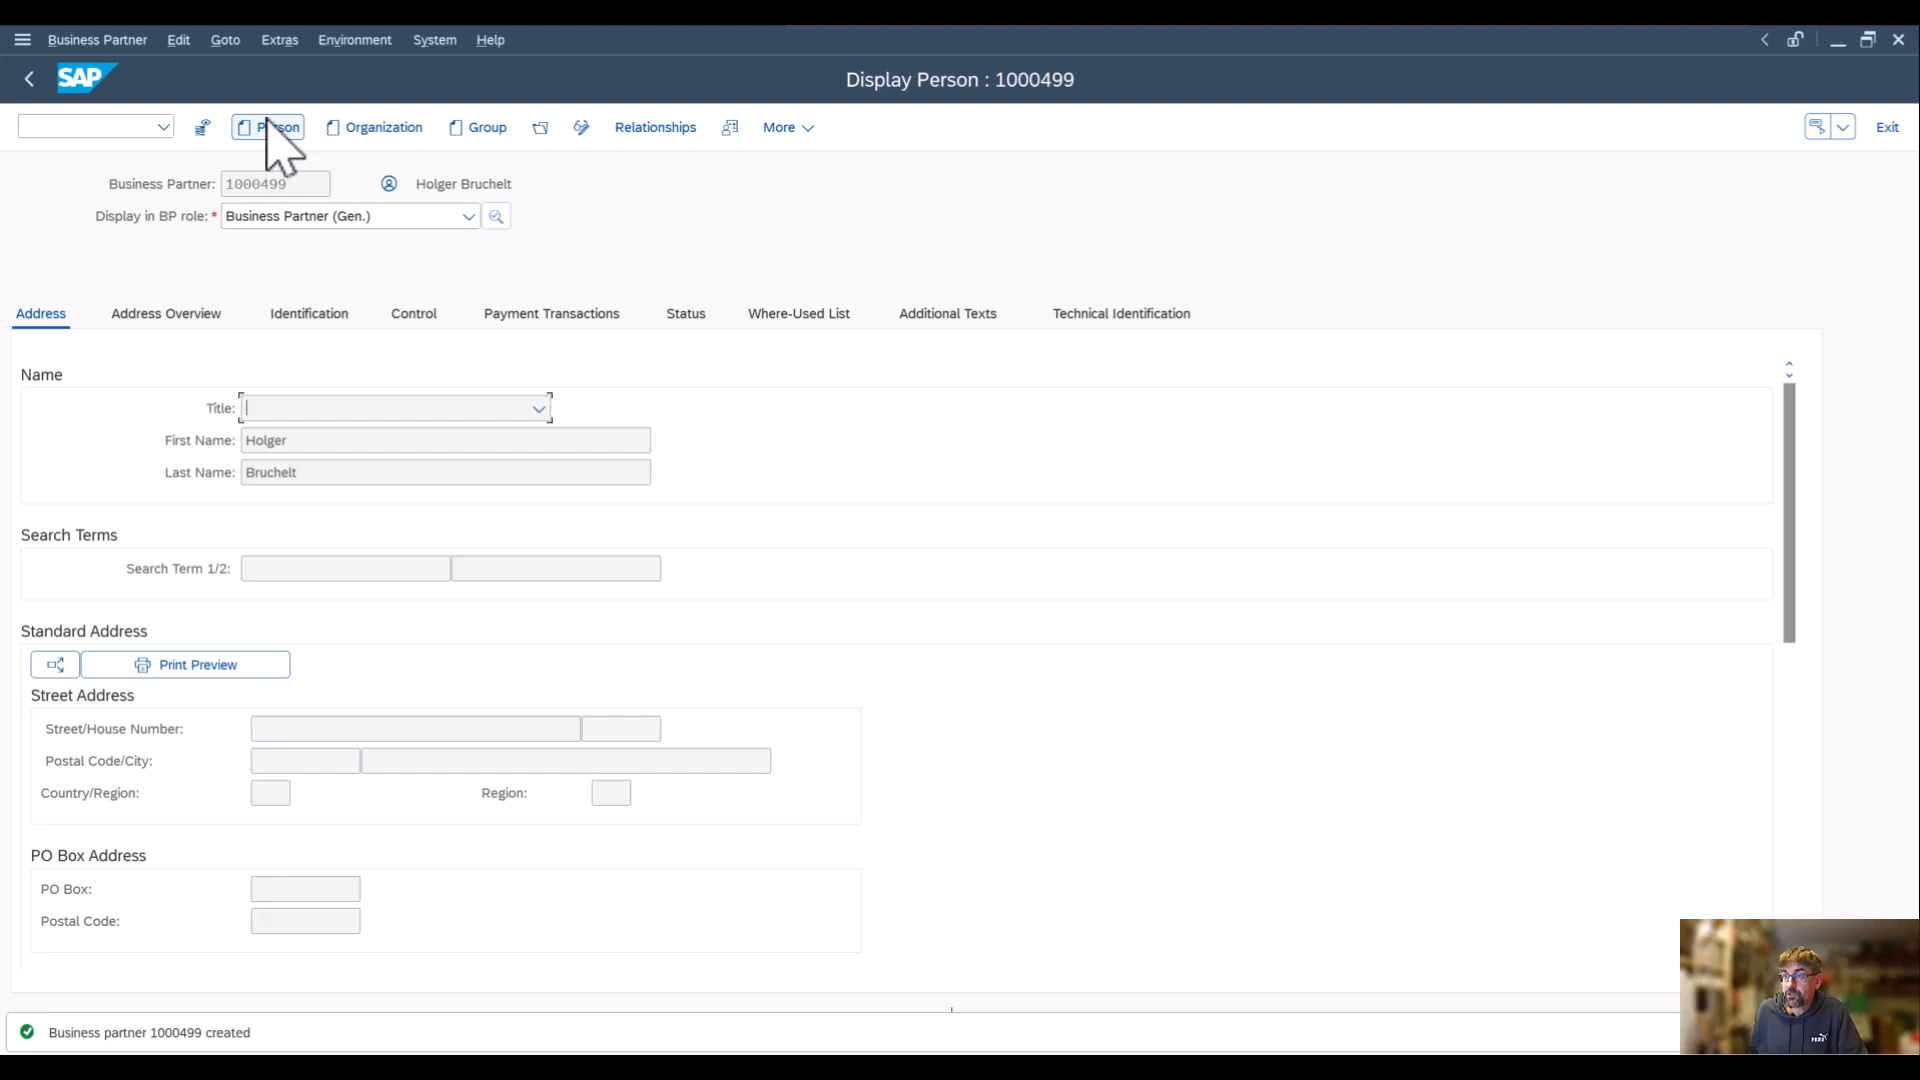 Business Partner Edit Goto Extras Environment System Help
SAP Display Person : 1000499
Person Organization Group Relationships More Exit
Business Partner: 1000499 Holger Bruchelt
Display in BP role: * Business Partner (Gen.)
Address Address Overview Identification Control Payment Transactions Status Where-Used List Additional Texts Technical Identification
Name
Title:
First Name: Holger
Last Name: Bruchelt
Search Terms
Search Term 1/2:
Standard Address
Print Preview
Street Address
Street/House Number:
Postal Code/City:
Country/Region: Region:
PO Box Address
PO Box:
Postal Code:
Business partner 1000499 created